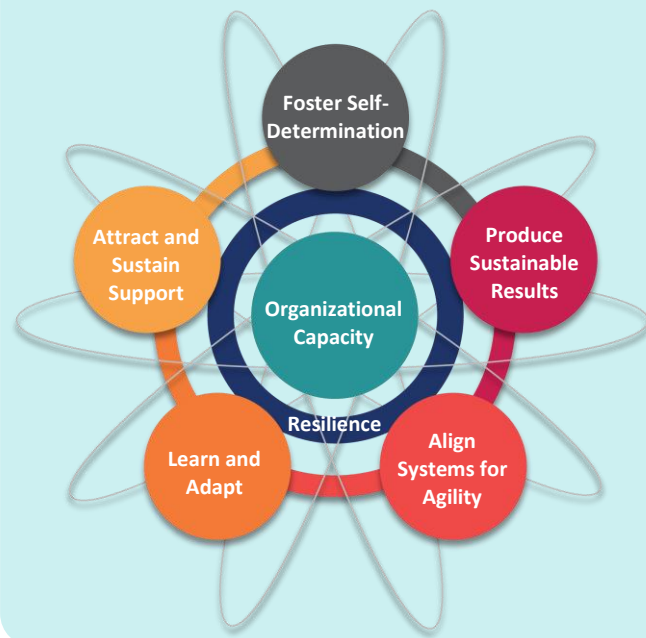 Foster Self-
Determination
Attract and
Sustain
Support
Produce
Sustainable
Results
Organizational
Capacity
Resilience
Learn and
Adapt
Align
Systems for
Agility